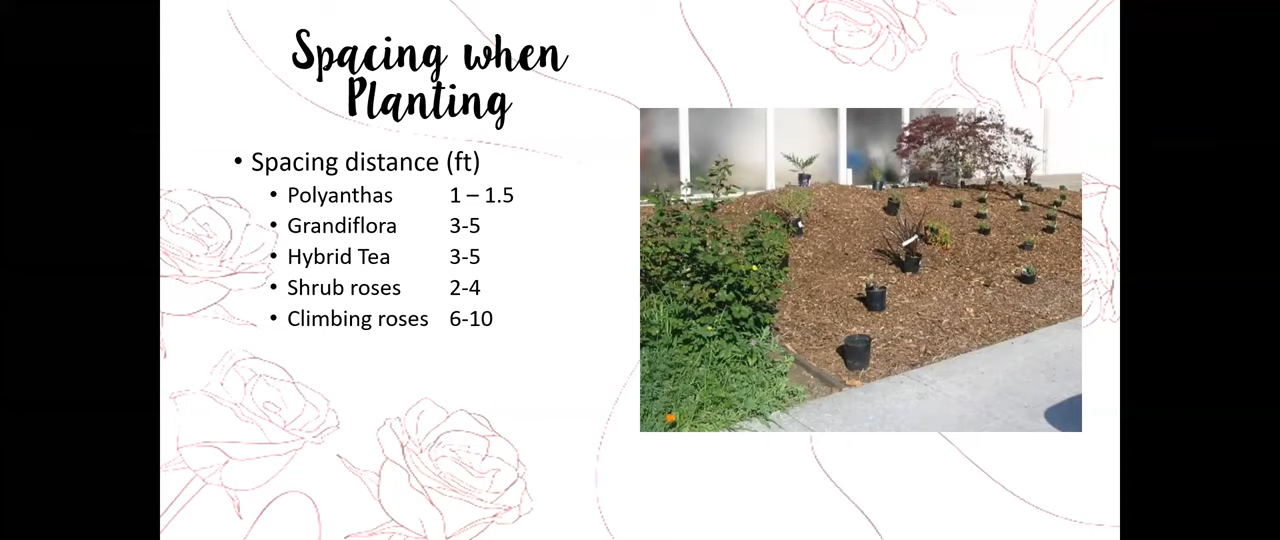 Spacing when
Planting
• Spacing distance (ft)
• Polyanthas 1 – 1.5
• Grandiflora 3-5
• Hybrid Tea 3-5
• Shrub roses 2-4
• Climbing roses 6-10